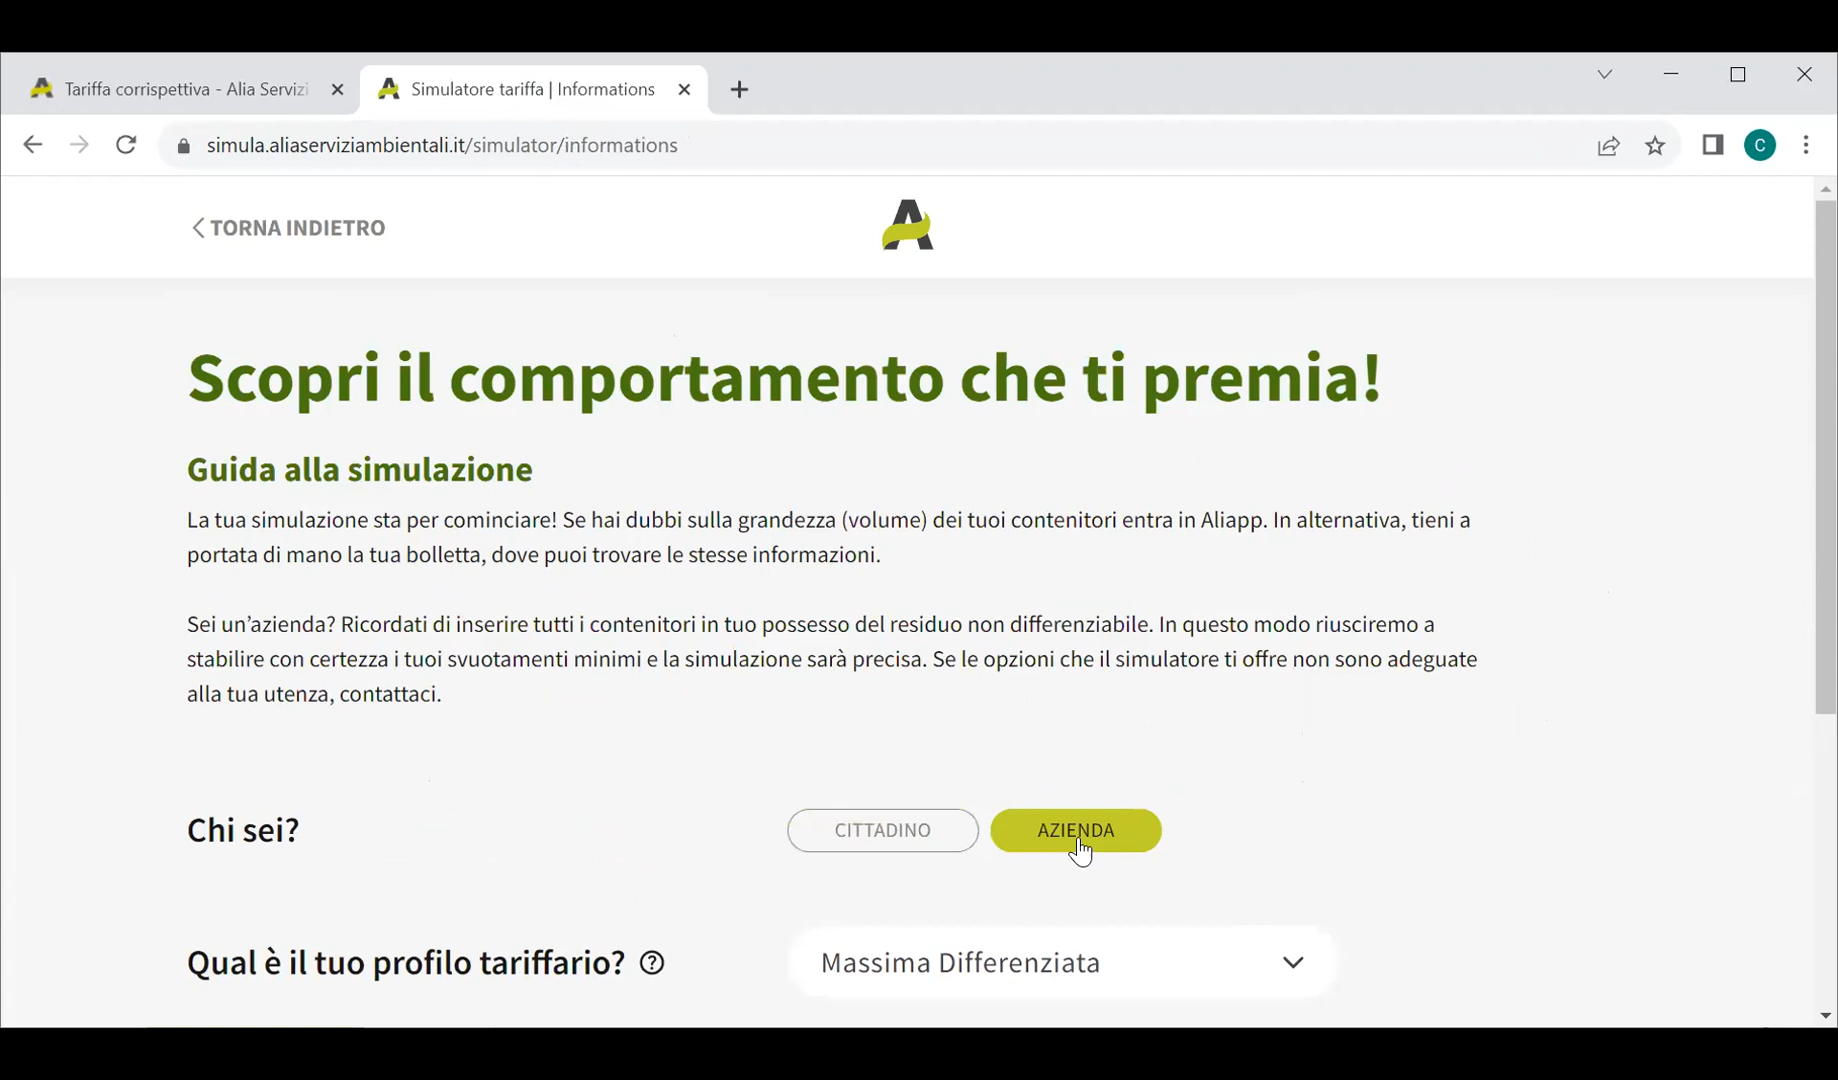 Tariffa corrispettiva - Alia Servizi
Simulatore tariffa | Informations
simula.aliaserviziambientali.it/simulator/informations
C
TORNA INDIETRO
Scopri il comportamento che ti premia!
Guida alla simulazione
La tua simulazione sta per cominciare! Se hai dubbi sulla grandezza (volume) dei tuoi contenitori entra in Aliapp. In alternativa, tieni a
portata di mano la tua bolletta, dove puoi trovare le stesse informazioni.
Sei un'azienda? Ricordati di inserire tutti i contenitori in tuo possesso del residuo non differenziabile. In questo modo riusciremo a
stabilire con certezza i tuoi svuotamenti minimi e la simulazione sarà precisa. Se le opzioni che il simulatore ti offre non sono adeguate
alla tua utenza, contattaci.
Chi sei?
CITTADINO
AZIENDA
Qual è il tuo profilo tariffario? ?
Massima Differenziata